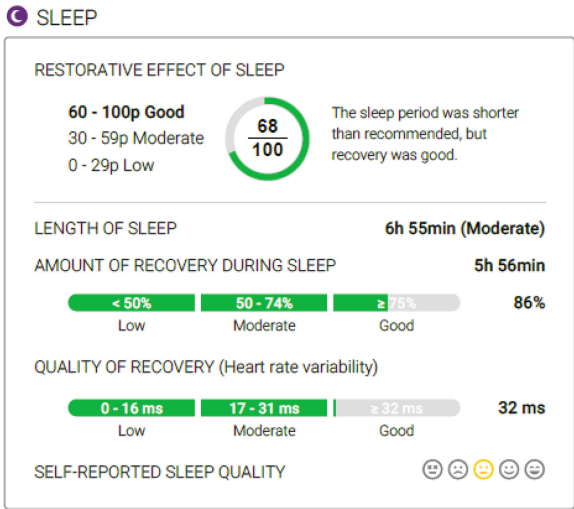 SLEEP
RESTORATIVE EFFECT OF SLEEP
60 - 100p Good
30 - 59p Moderate
0 - 29p Low
68
100
The sleep period was shorter
than recommended, but
recovery was good.
LENGTH OF SLEEP 6h 55min (Moderate)
AMOUNT OF RECOVERY DURING SLEEP 5h 56min
< 50% 50 - 74% ≥ 75% 86%
Low Moderate Good
QUALITY OF RECOVERY (Heart rate variability)
0 - 16 ms 17 - 31 ms ≥ 32 ms 32 ms
Low Moderate Good
SELF-REPORTED SLEEP QUALITY